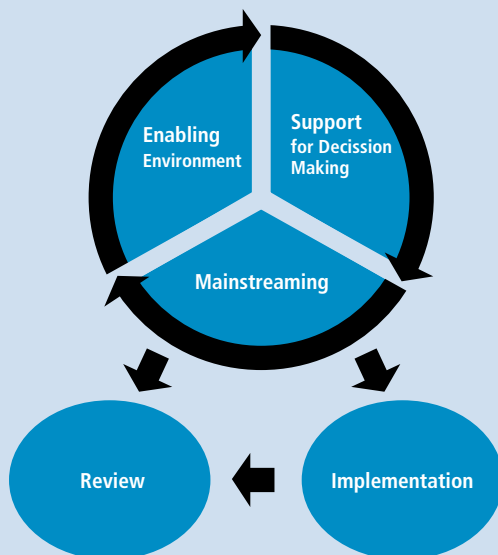 Enabling
Environment
Support
for Decission
Making
Mainstreaming
Review
Implementation